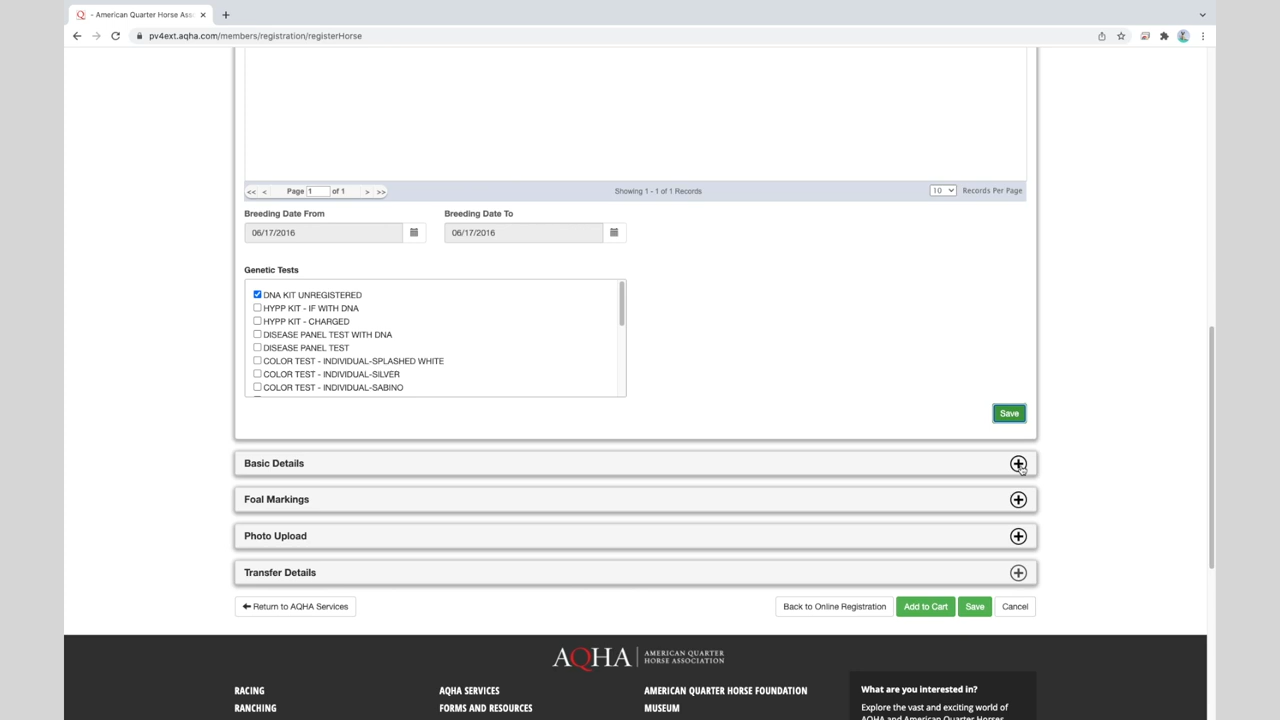 - American Quarter Horse Ass
pv4ext.aqha.com/members/registration/registerHorse
<< < Page 1 of 1 > >> Showing 1 - 1 of 1 Records 10 Records Per Page
Breeding Date From Breeding Date To
06/17/2016 06/17/2016
Genetic Tests
DNA KIT UNREGISTERED
HYPP KIT - IF WITH DNA
HYPP KIT - CHARGED
DISEASE PANEL TEST WITH DNA
DISEASE PANEL TEST
COLOR TEST - INDIVIDUAL-SPLASHED WHITE
COLOR TEST - INDIVIDUAL-SILVER
COLOR TEST - INDIVIDUAL-SABINO
Save
Basic Details
Foal Markings
Photo Upload
Transfer Details
Return to AQHA Services Back to Online Registration Add to Cart Save Cancel
AQHA AMERICAN QUARTER
HORSE ASSOCIATION
RACING AQHA SERVICES AMERICAN QUARTER HORSE FOUNDATION What are you interested in?
RANCHING FORMS AND RESOURCES MUSEUM Explore the vast and exciting world of
AQHA and American Quarter Horses